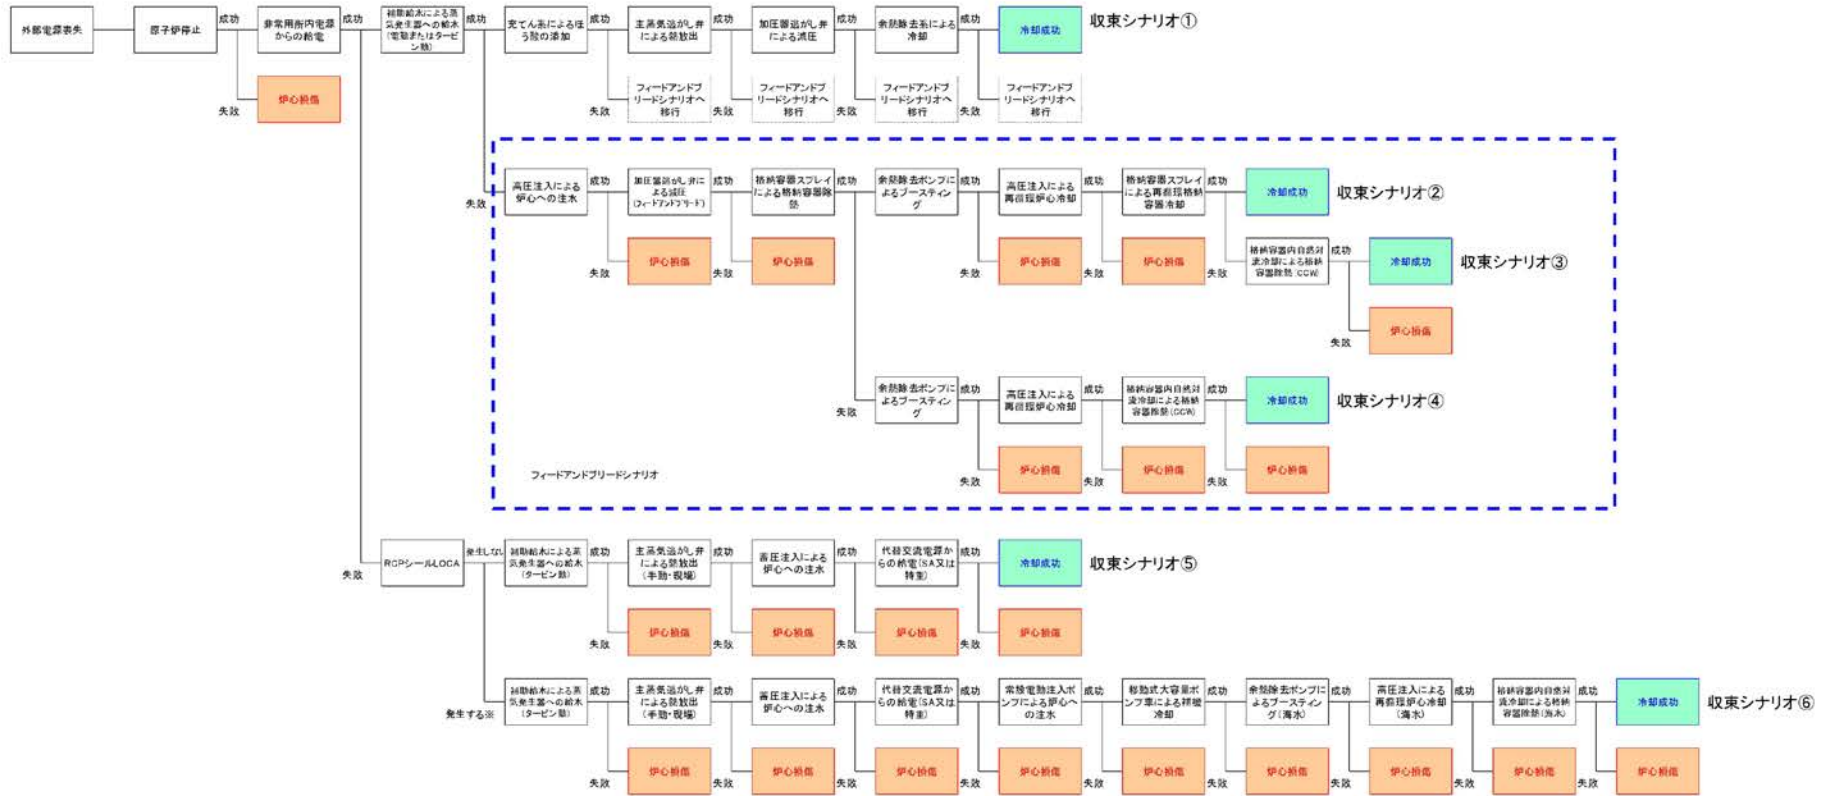 外部電源喪失
原子炉停止
成功
非常用所内電源
からの給電
成功
補助給水による蒸
気発生器への給水
(電動またはタービ
ン動)
成功
充てん系によるほ
う酸の添加
成功
主蒸気逃がし弁
による熱放出
成功
加圧器逃がし弁
による減圧
成功
余熱除去系による
冷却
成功
冷却成功
収束シナリオ①
失敗
炉心損傷
失敗
フィードアンドブ
リードシナリオへ
移行
失敗
フィードアンドブ
リードシナリオへ
移行
失敗
フィードアンドブ
リードシナリオへ
移行
失敗
フィードアンドブ
リードシナリオへ
移行
失敗
高圧注入による
炉心への注水
成功
加圧器逃がし弁に
よる減圧
(フィードアンドブリード)
成功
格納容器スプレイ
による格納容器除
熱
成功
余熱除去ポンプに
よるブースティン
グ
成功
高圧注入による
再循環炉心冷却
成功
格納容器スプレイ
による再循環格納
容器冷却
成功
冷却成功
収束シナリオ②
失敗
炉心損傷
失敗
炉心損傷
失敗
炉心損傷
失敗
炉心損傷
失敗
格納容器内自然対
流冷却による格納
容器除熱(CCW)
成功
冷却成功
収束シナリオ③
失敗
炉心損傷
失敗
余熱除去ポンプに
よるブースティン
グ
成功
高圧注入による
再循環炉心冷却
成功
格納容器内自然対
流冷却による格納
容器除熱(CCW)
成功
冷却成功
収束シナリオ④
失敗
炉心損傷
失敗
炉心損傷
失敗
炉心損傷
フィードアンドブリードシナリオ
失敗
RCPシールLOCA
発生しない
補助給水による蒸
気発生器への給水
(タービン動)
成功
主蒸気逃がし弁
による熱放出
(手動・現場)
成功
蓄圧注入による
炉心への注水
成功
代替交流電源か
らの給電(SA又は
特重)
成功
冷却成功
収束シナリオ⑤
失敗
炉心損傷
失敗
炉心損傷
失敗
炉心損傷
失敗
炉心損傷
発生する※
補助給水による蒸
気発生器への給水
(タービン動)
成功
主蒸気逃がし弁
による熱放出
(手動・現場)
成功
蓄圧注入による
炉心への注水
成功
代替交流電源か
らの給電(SA又は
特重)
成功
常設電動注入ポ
ンプによる炉心へ
の注水
成功
移動式大容量ポ
ンプ車による補機
冷却
成功
余熱除去ポンプに
よるブースティン
グ(海水)
成功
高圧注入による
再循環炉心冷却
(海水)
成功
格納容器内自然対
流冷却による格納
容器除熱(海水)
成功
冷却成功
収束シナリオ⑥
失敗
炉心損傷
失敗
炉心損傷
失敗
炉心損傷
失敗
炉心損傷
失敗
炉心損傷
失敗
炉心損傷
失敗
炉心損傷
失敗
炉心損傷
失敗
炉心損傷